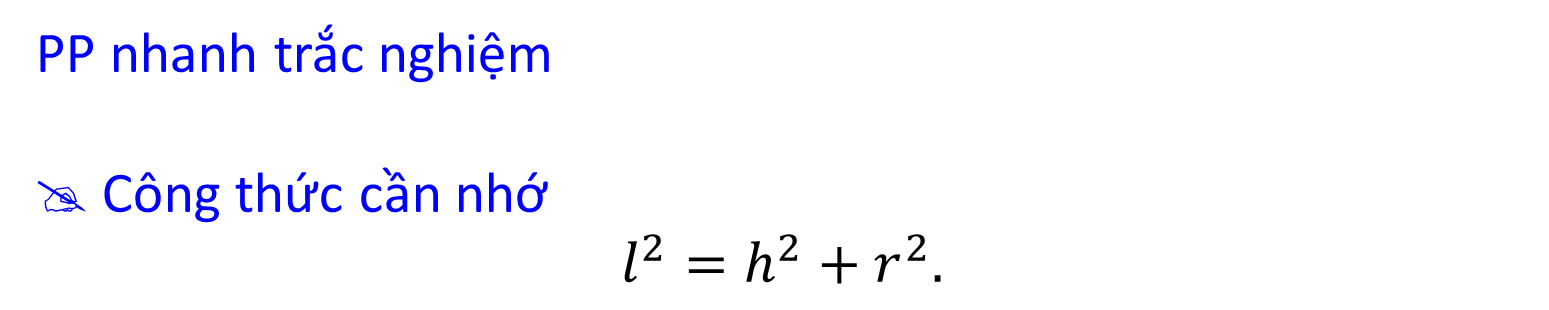 PP nhanh trắc nghiệm
✍ Công thức cần nhớ
l² = h² + r².